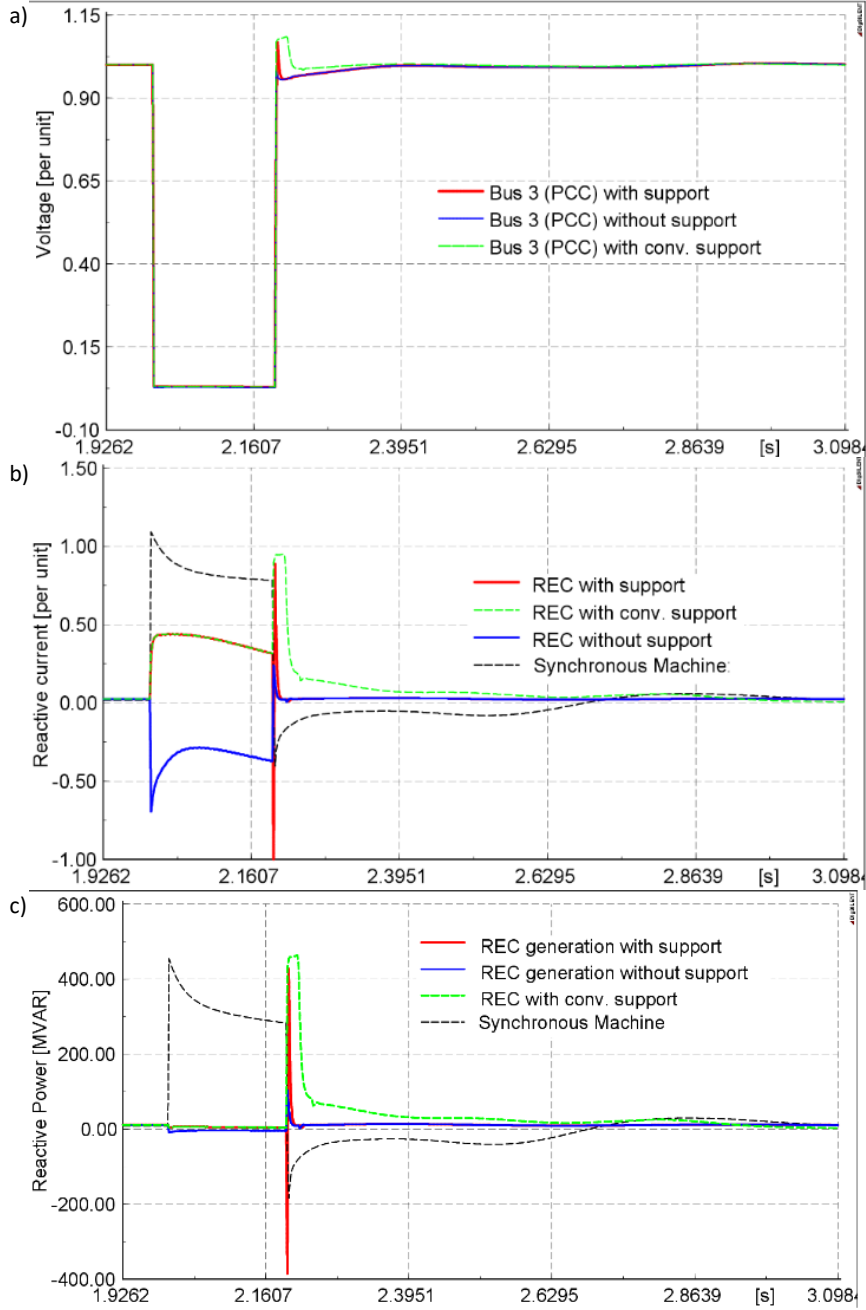 a)
1.15
0.90
0.65
0.40
0.15
-0.10
Voltage [per unit]
Bus 3 (PCC) with support
Bus 3 (PCC) without support
Bus 3 (PCC) with conv. support
1.9262 2.1607 2.3951 2.6295 2.8639 [s] 3.0984
b)
1.50
1.00
0.50
0.00
-0.50
-1.00
Reactive current [per unit]
REC with support
REC with conv. support
REC without support
Synchronous Machine
1.9262 2.1607 2.3951 2.6295 2.8639 [s] 3.0984
c)
600.00
400.00
200.00
0.00
-200.00
-400.00
Reactive Power [MVAR]
REC generation with support
REC generation without support
REC with conv. support
Synchronous Machine
1.9262 2.1607 2.3951 2.6295 2.8639 [s] 3.0984